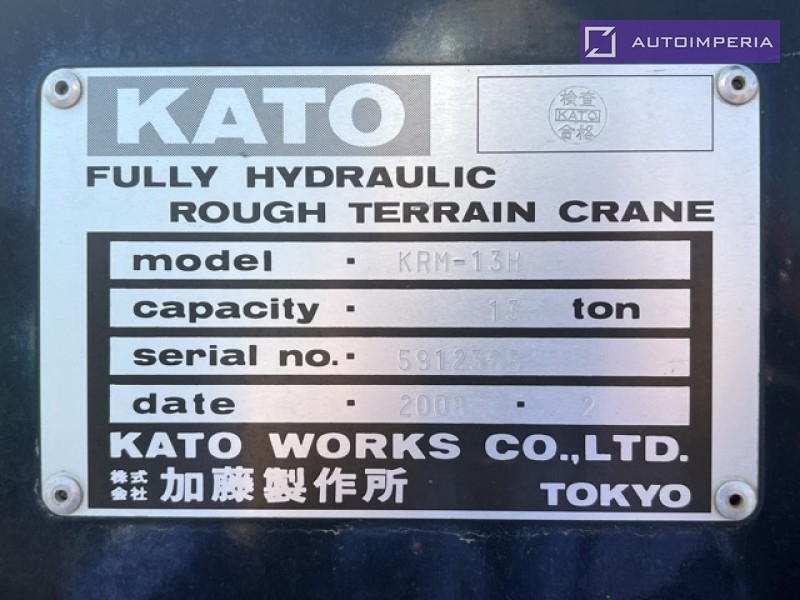 AUTOIMPERIA
KATO
検査
KATO
合格
FULLY HYDRAULIC
ROUGH TERRAIN CRANE
model · KRM-13H
capacity · 13 ton
serial no.·
date · 2008 · 2
KATO WORKS CO.,LTD.
株式会社 加藤製作所 TOKYO